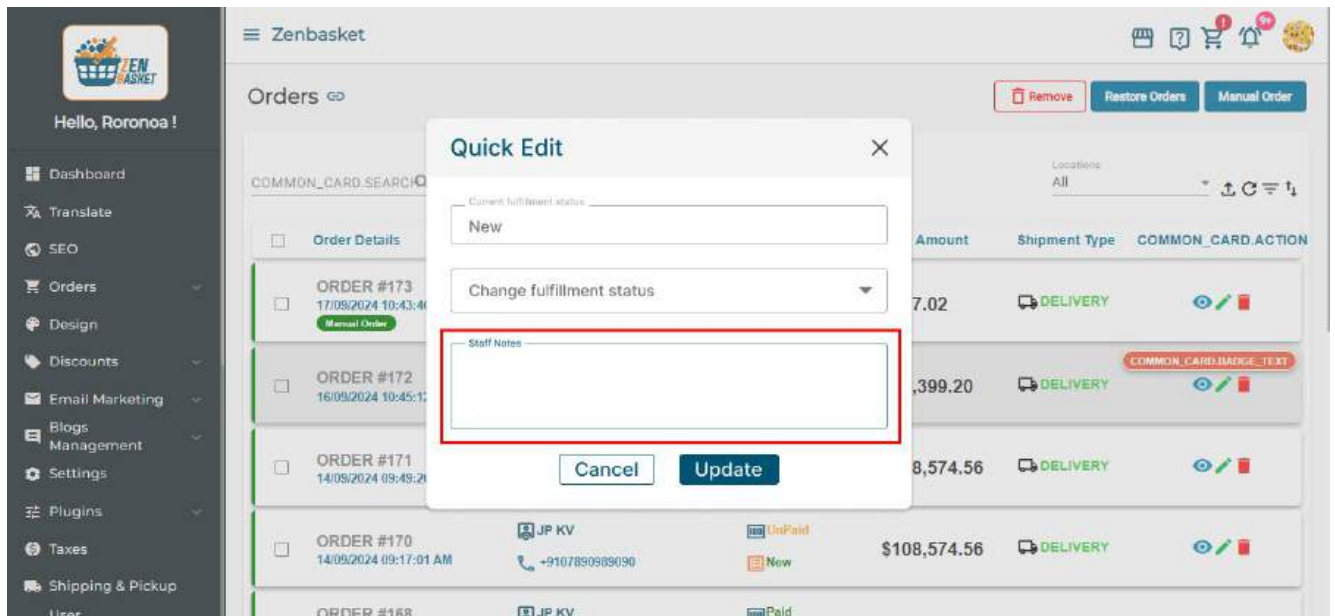 ZEN
BASKET
Hello, Roronoa !
Dashboard
Translate
SEO
Orders
Design
Discounts
Email Marketing
Blogs
Management
Settings
Plugins
Taxes
Shipping & Pickup
User
Zenbasket
9+
Orders
Remove
Restore Orders
Manual Order
COMMON_CARD.SEARCH
Locations
All
Order Details
Amount
Shipment Type
COMMON_CARD.ACTION
ORDER #173
17/09/2024 10:43:4
Manual Order
7.02
DELIVERY
ORDER #172
16/09/2024 10:45:1
,399.20
DELIVERY
COMMON_CARD.BADGE_TEXT
ORDER #171
14/09/2024 09:49:2
8,574.56
DELIVERY
ORDER #170
14/09/2024 09:17:01 AM
JP KV
+9107890989090
UnPaid
New
$108,574.56
DELIVERY
ORDER #168
JP KV
Paid
Quick Edit
Current fulfillment status
New
Change fulfillment status
Staff Notes
Cancel
Update